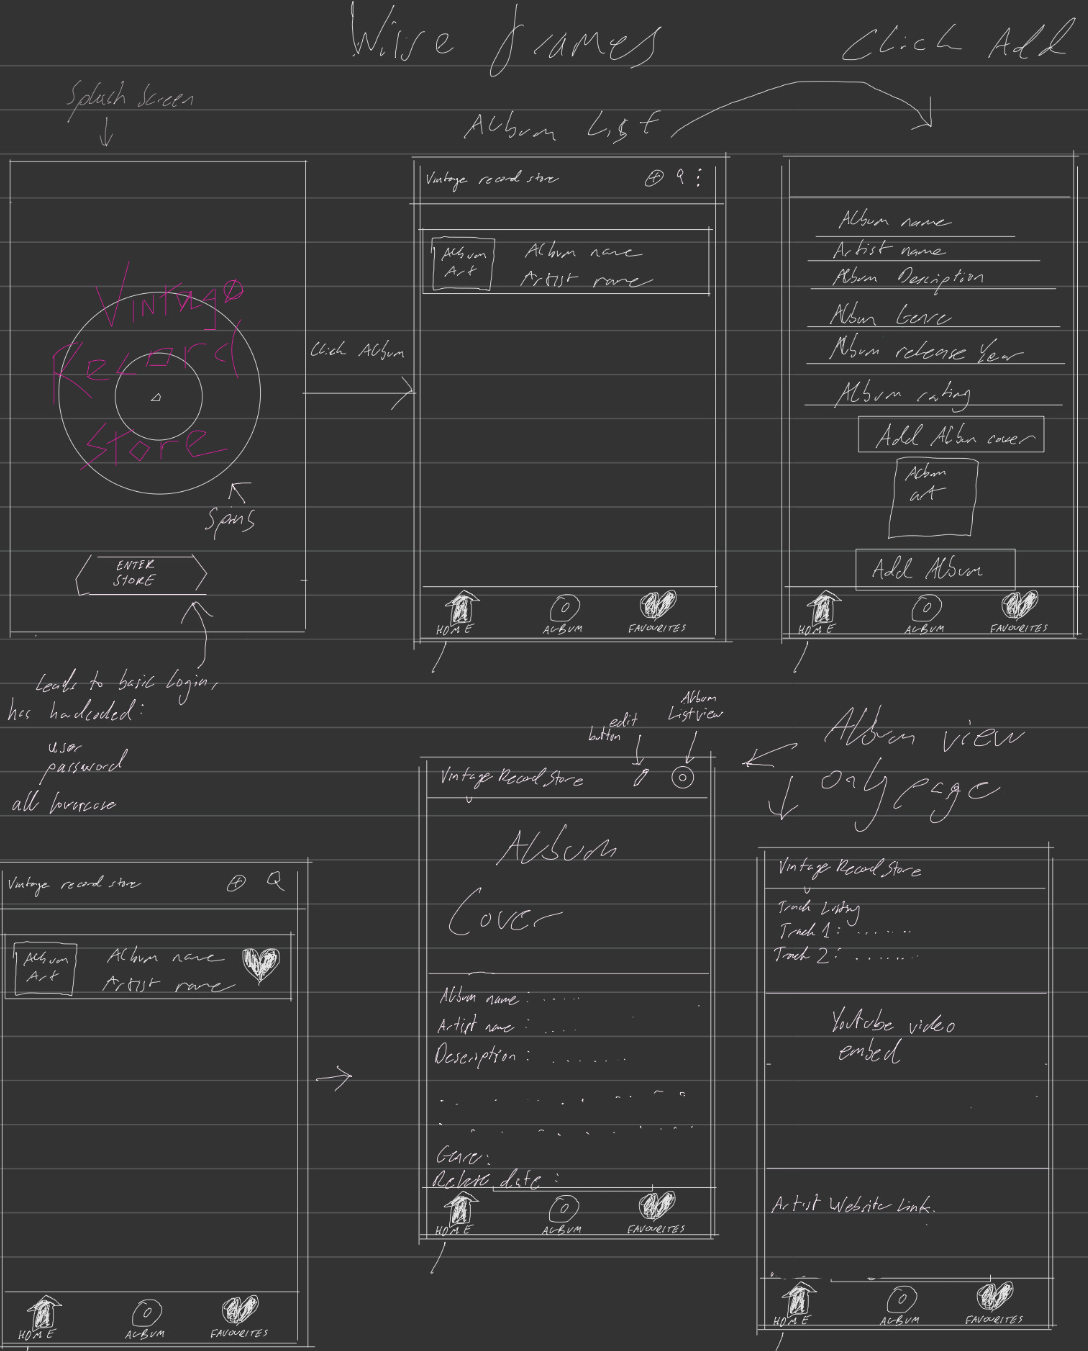 Wire frames
Click Add
Splash Screen
Album List
Vintage
Record
Store
Spins
ENTER
STORE
Click Album
Vintage record store
Album
Art
Album name
Artist name
HOME
ALBUM
FAVOURITES
Album name
Artist name
Album Description
Album Genre
Album release Year
Album rating
Add Album cover
Album
art
Add Album
HOME
ALBUM
FAVOURITES
Leads to basic login,
has hadcoded:
user
password
all lowercase
edit
button
Album
Listview
Album view
only page
Vintage record store
Album
Art
Album name
Artist name
HOME
ALBUM
FAVOURITES
Vintage Record Store
Album
Cover
Album name: ....
Artist name: ....
Description: .......
Genre:
Release date:
HOME
ALBUM
FAVOURITES
Vintage Record Store
Track Listing
Track 1: .......
Track 2: .......
Youtube video
embed
Artist Website Link.
HOME
ALBUM
FAVOURITES